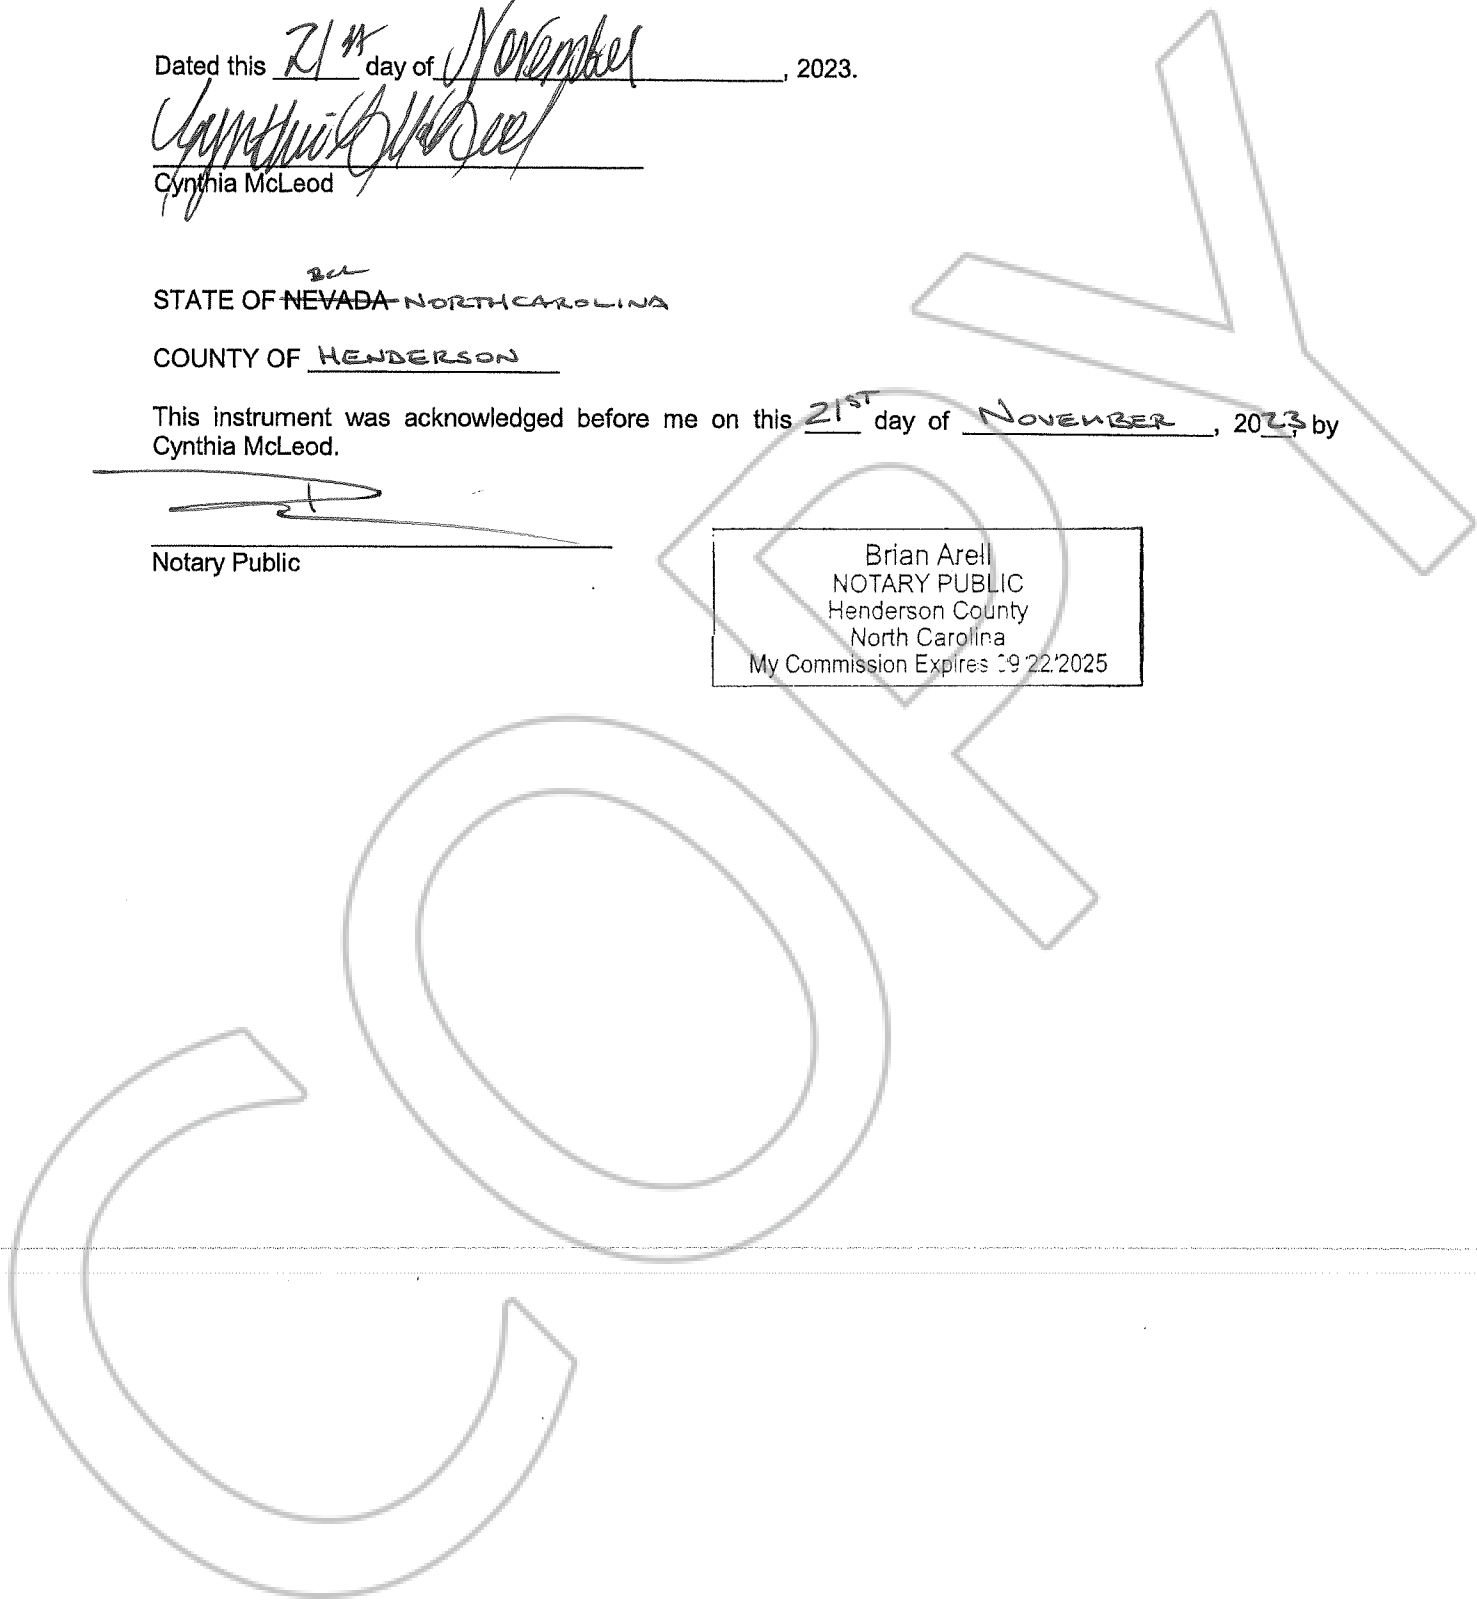 Dated this 21st day of November, 2023.
Cynthia McLeod
STATE OF NEVADA NORTH CAROLINA
COUNTY OF HENDERSON
This instrument was acknowledged before me on this 21ST day of NOVEMBER, 2023, by
Cynthia McLeod.
Notary Public
Brian Arell
NOTARY PUBLIC
Henderson County
North Carolina
My Commission Expires 09/22/2025
COPY